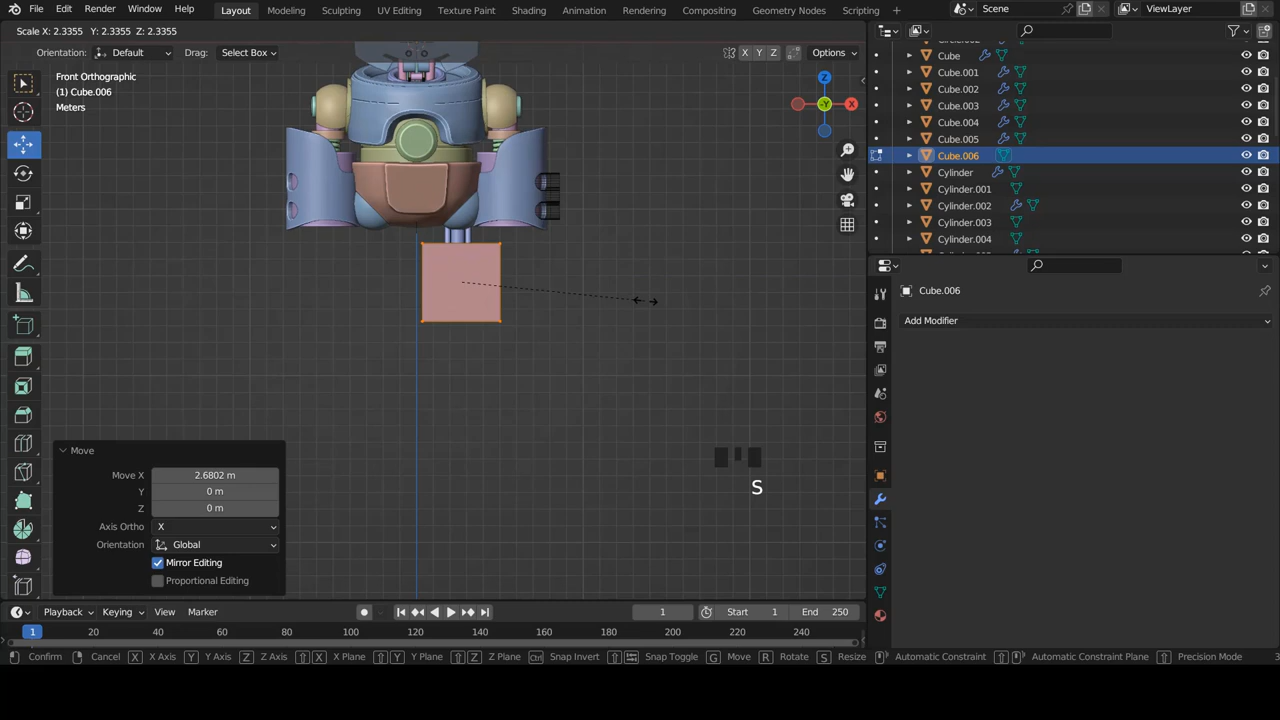 File Edit Render Window Help
Layout Modeling Sculpting UV Editing Texture Paint Shading Animation Rendering Compositing Geometry Nodes Scripting +
Scene
ViewLayer
Scale X: 2.3355 Y: 2.3355 Z: 2.3355
Orientation: Default Drag: Select Box
X Y Z Options
Front Orthographic
(1) Cube.006
Meters
Z
-Y
X
Cube
Cube.001
Cube.002
Cube.003
Cube.004
Cube.005
Cube.006
Cylinder
Cylinder.001
Cylinder.002
Cylinder.003
Cylinder.004
Cube.006
Add Modifier
Move
Move X 2.6802 m
Y 0 m
Z 0 m
Axis Ortho X
Orientation Global
Mirror Editing
Proportional Editing
S
Playback Keying View Marker
1 Start 1 End 250
1 20 40 60 80 100 120 140 160 180 200 220 240
Confirm Cancel X X Axis Y Y Axis Z Z Axis X X Plane Y Y Plane Z Z Plane Ctrl Snap Invert Snap Toggle G Move R Rotate S Resize Automatic Constraint Automatic Constraint Plane Precision Mode